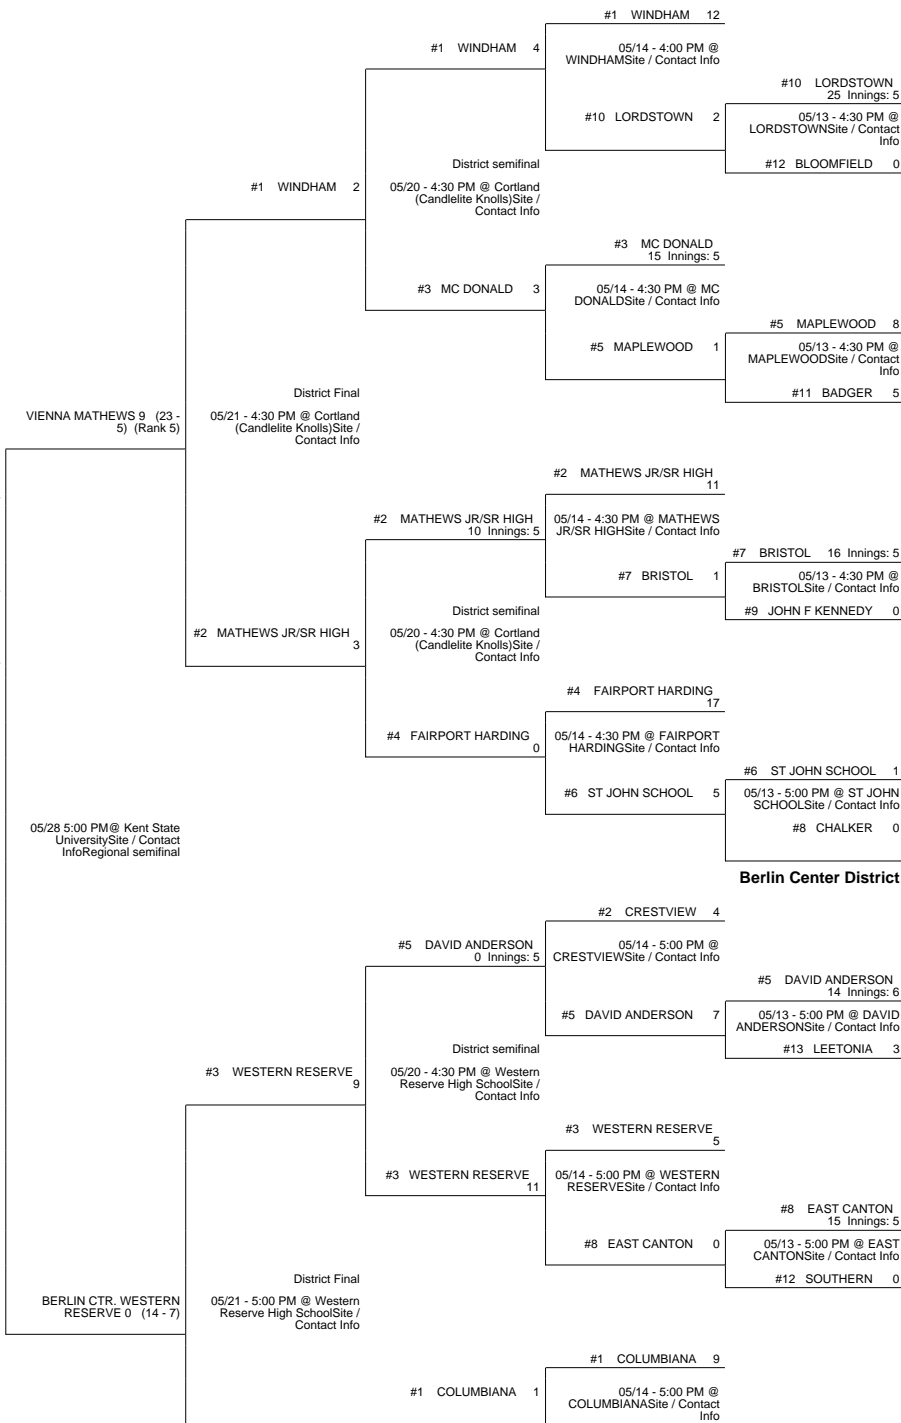 #1 WINDHAM 12
#1 WINDHAM 4
05/14 - 4:00 PM @
WINDHAMSite / Contact Info
#10 LORDSTOWN
25 Innings: 5
#10 LORDSTOWN 2
05/13 - 4:30 PM @
LORDSTOWNSite / Contact
Info
#12 BLOOMFIELD 0
District semifinal
#1 WINDHAM 2
05/20 - 4:30 PM @ Cortland
(Candlelite Knolls)Site /
Contact Info
#3 MC DONALD
15 Innings: 5
#3 MC DONALD 3
05/14 - 4:30 PM @ MC
DONALDSite / Contact Info
#5 MAPLEWOOD 8
#5 MAPLEWOOD 1
05/13 - 4:30 PM @
MAPLEWOODSite / Contact
Info
#11 BADGER 5
District Final
VIENNA MATHEWS 9 (23 -
5) (Rank 5)
05/21 - 4:30 PM @ Cortland
(Candlelite Knolls)Site /
Contact Info
#2 MATHEWS JR/SR HIGH
11
#2 MATHEWS JR/SR HIGH
10 Innings: 5
05/14 - 4:30 PM @ MATHEWS
JR/SR HIGHSite / Contact Info
#7 BRISTOL 16 Innings: 5
#7 BRISTOL 1
05/13 - 4:30 PM @
BRISTOLSite / Contact Info
#9 JOHN F KENNEDY 0
District semifinal
#2 MATHEWS JR/SR HIGH
3
05/20 - 4:30 PM @ Cortland
(Candlelite Knolls)Site /
Contact Info
#4 FAIRPORT HARDING
17
#4 FAIRPORT HARDING
0
05/14 - 4:30 PM @ FAIRPORT
HARDINGSite / Contact Info
#6 ST JOHN SCHOOL 1
#6 ST JOHN SCHOOL 5
05/13 - 5:00 PM @ ST JOHN
SCHOOLSite / Contact Info
#8 CHALKER 0
05/28 5:00 PM@ Kent State
UniversitySite / Contact
InfoRegional semifinal
Berlin Center District
#2 CRESTVIEW 4
#5 DAVID ANDERSON
0 Innings: 5
05/14 - 5:00 PM @
CRESTVIEWSite / Contact Info
#5 DAVID ANDERSON
14 Innings: 6
#5 DAVID ANDERSON 7
05/13 - 5:00 PM @ DAVID
ANDERSONSite / Contact Info
#13 LEETONIA 3
District semifinal
#3 WESTERN RESERVE
9
05/20 - 4:30 PM @ Western
Reserve High SchoolSite /
Contact Info
#3 WESTERN RESERVE
5
#3 WESTERN RESERVE
11
05/14 - 5:00 PM @ WESTERN
RESERVESite / Contact Info
#8 EAST CANTON
15 Innings: 5
#8 EAST CANTON 0
05/13 - 5:00 PM @ EAST
CANTONSite / Contact Info
#12 SOUTHERN 0
District Final
BERLIN CTR. WESTERN
RESERVE 0 (14 - 7)
05/21 - 5:00 PM @ Western
Reserve High SchoolSite /
Contact Info
#1 COLUMBIANA 9
#1 COLUMBIANA 1
05/14 - 5:00 PM @
COLUMBIANASite / Contact
Info